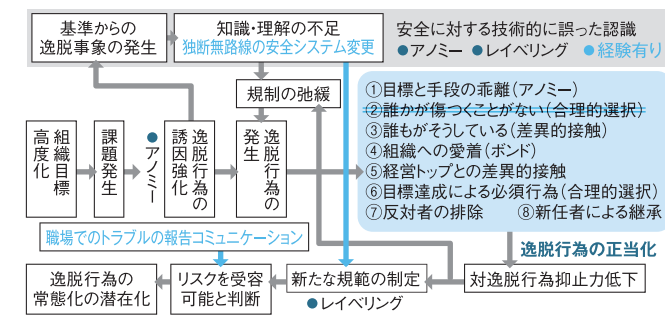 基準からの
逸脱事象の発生
知識・理解の不足
独断無路線の安全システム変更
安全に対する技術的に誤った認識
●アノミー ●レイベリング ●経験有り
規制の弛緩
①目標と手段の乖離(アノミー)
②誰かが傷つくことがない(合理的選択)
③誰もがそうしている(差異的接触)
④組織への愛着(ボンド)
⑤経営トップとの差異的接触
⑥目標達成による必須行為(合理的選択)
⑦反対者の排除 ⑧新任者による継承
組織目標
高度化
課題発生
●アノミー
逸脱行為の
誘因強化
逸脱行為の
発生
職場でのトラブルの報告コミュニケーション
逸脱行為の正当化
逸脱行為の
常態化の潜在化
リスクを受容
可能と判断
新たな規範の制定
●レイベリング
対逸脱行為抑止力低下